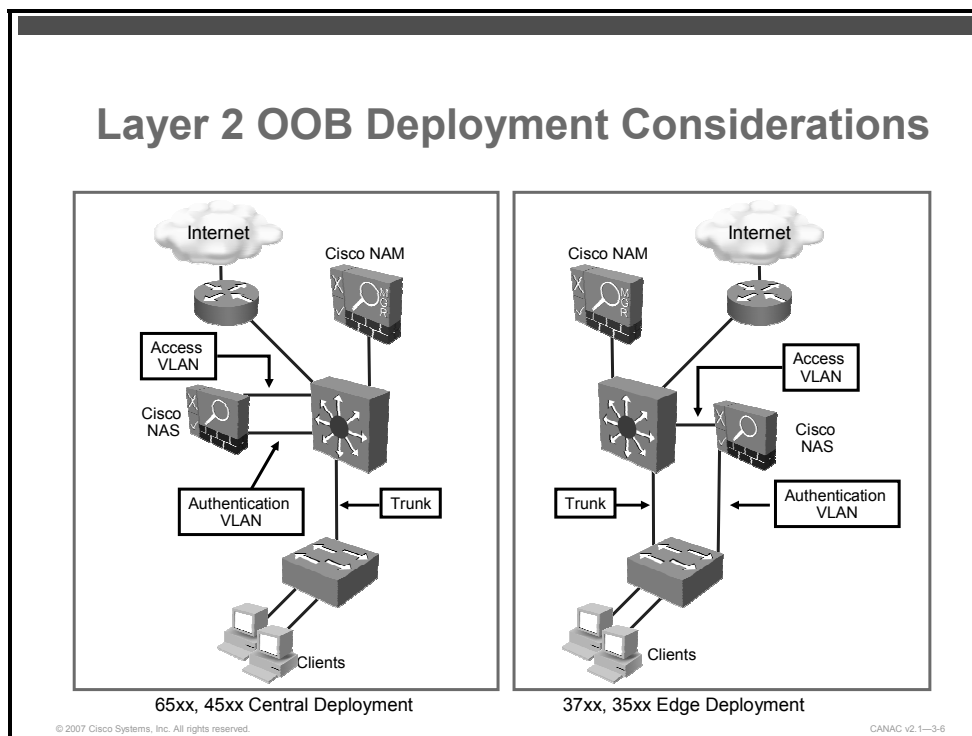 Layer 2 OOB Deployment Considerations
Internet
Cisco NAM
MGR
Access
VLAN
Cisco
NAS
Authentication
VLAN
Trunk
Clients
65xx, 45xx Central Deployment
Internet
Cisco NAM
MGR
Access
VLAN
Cisco
NAS
Trunk
Authentication
VLAN
Clients
37xx, 35xx Edge Deployment
© 2007 Cisco Systems, Inc. All rights reserved.
CANAC v2.1—3-6